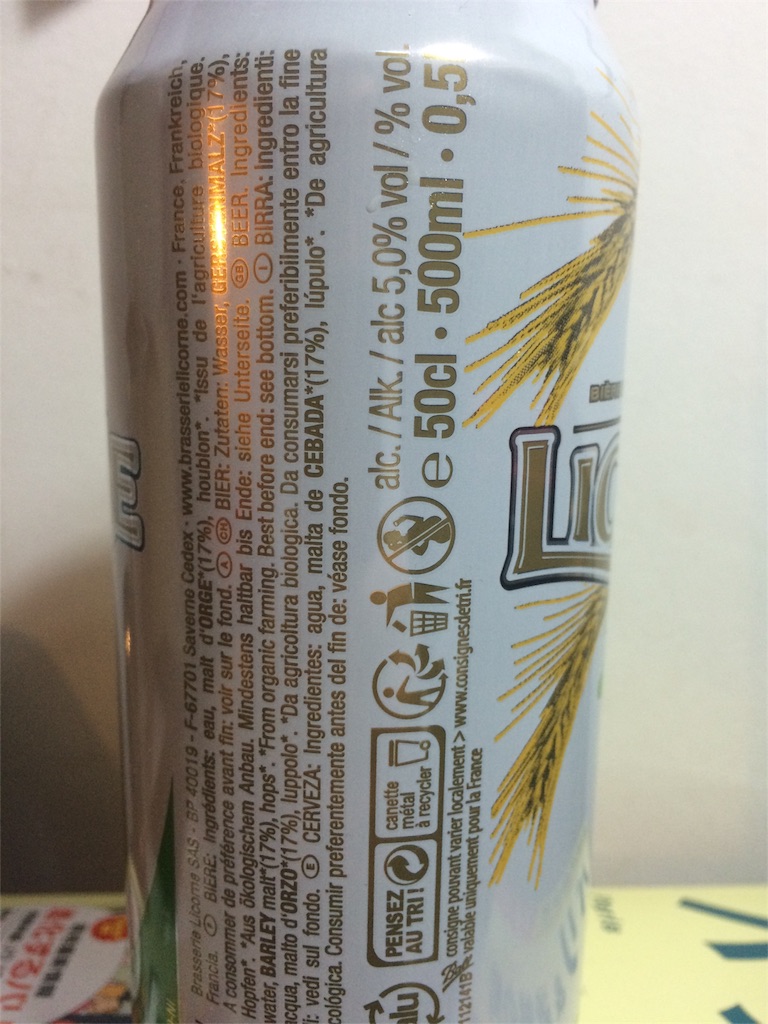 Brasserie Licorne SAS · BP 40019 - F-67701 Saverne Cedex · www.brasserielicorne.com · France, Frankreich,
Francia. F BIÈRE: Ingrédients: eau, malt d'ORGE*(17%), houblon*. *Issu de l'agriculture biologique.
A consommer de préférence avant fin: voir sur le fond. A CH BIER: Zutaten: Wasser, GERSTENMALZ*(17%),
Hopfen*. *Aus ökologischem Anbau. Mindestens haltbar bis Ende: siehe Unterseite. GB BEER. Ingredients:
water, BARLEY malt*(17%), hops*. *From organic farming. Best before end: see bottom. I BIRRA: Ingredienti:
acqua, malto d'ORZO*(17%), luppolo*. *Da agricoltura biologica. Da consumarsi preferibilmente entro la fine
di: vedi sul fondo. E CERVEZA: Ingredientes: agua, malta de CEBADA*(17%), lúpulo*. *De agricultura
ecológica. Consumir preferentemente antes del fin de: véase fondo.
alc. / Alk. / alc 5,0% vol / % vol.
e 50cl · 500ml · 0,5
alu
PENSEZ
AU TRI !
canette
métal
à recycler
consigne pouvant varier localement > www.consignesdetri.fr
valable uniquement pour la France
112141B
Lic